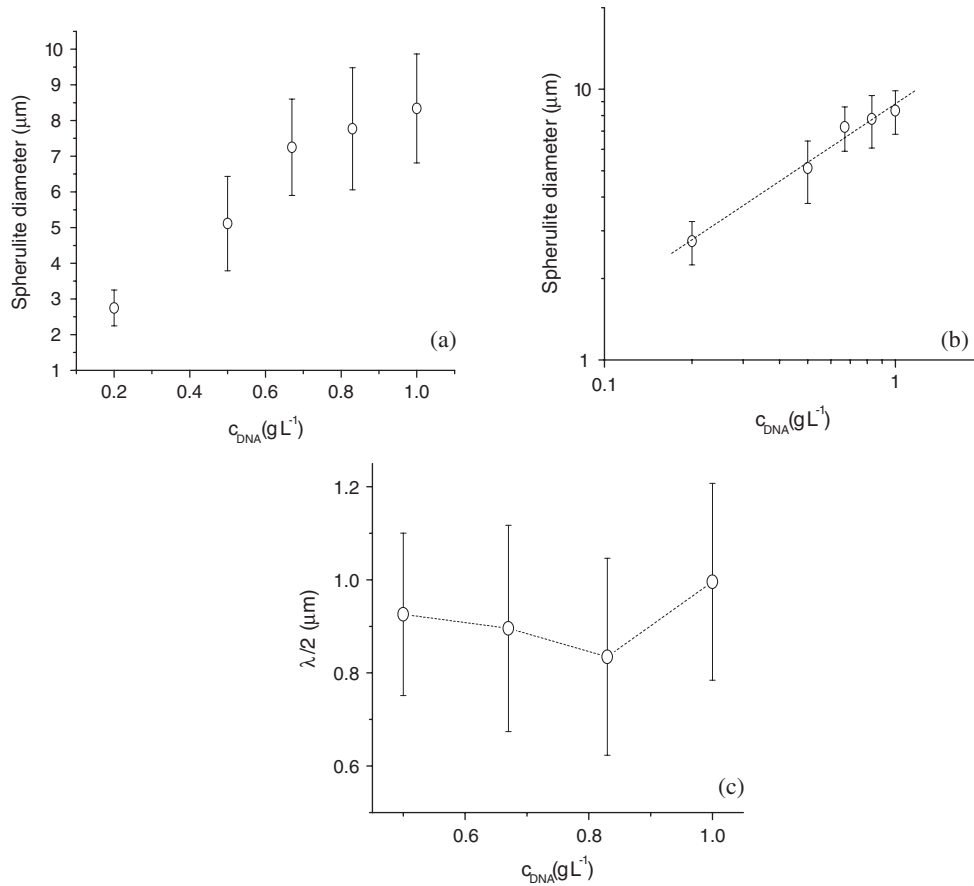 10
9
8
7
6
5
4
3
2
1
Spherulite diameter (μm)
0.2 0.4 0.6 0.8 1.0
c_DNA(g L⁻¹)
(a)
10
1
Spherulite diameter (μm)
0.1 1
c_DNA(g L⁻¹)
(b)
1.2
1.0
0.8
0.6
λ/2 (μm)
0.6 0.8 1.0
c_DNA(g L⁻¹)
(c)